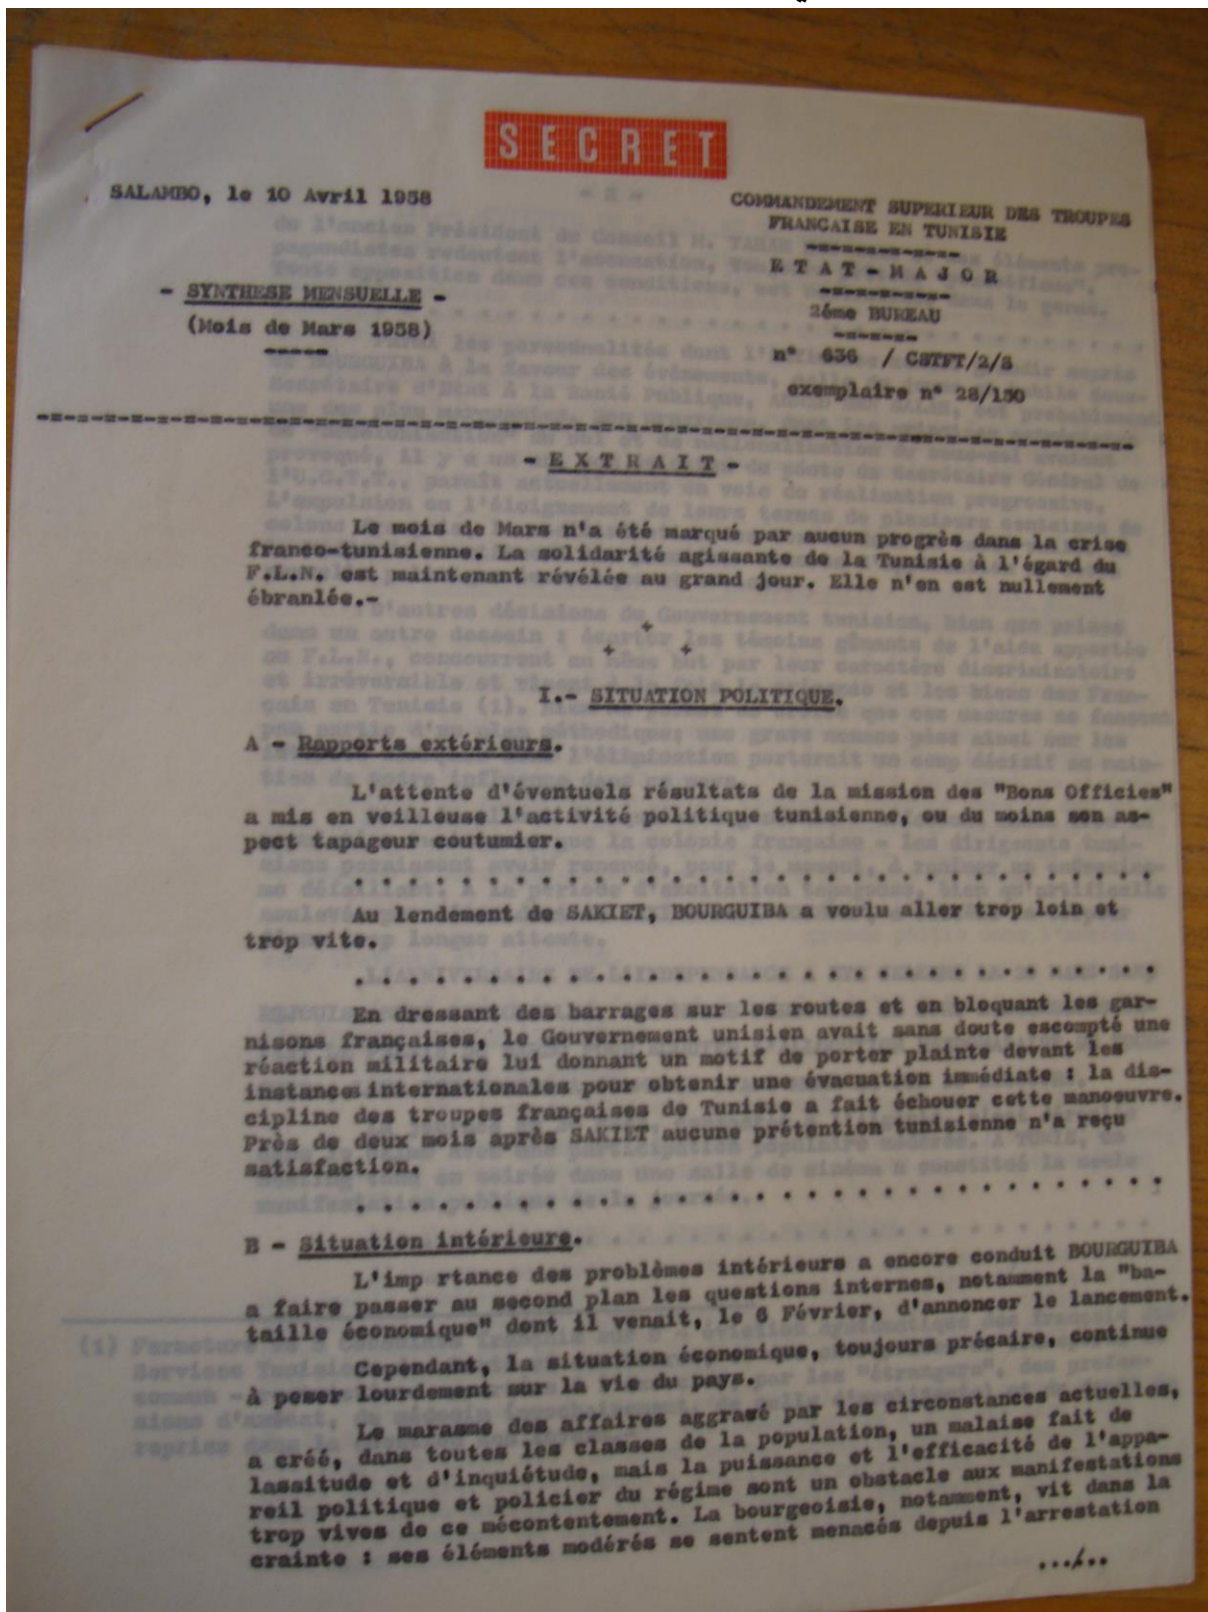 SECRET
SALAMBO, le 10 Avril 1958
COMMANDEMENT SUPERIEUR DES TROUPES
FRANCAISE EN TUNISIE
-=-=-=-=-=-=-
ETAT-MAJOR
-=-=-=-=-=-
2éme BUREAU
-=-=-=-
n° 636 / CSTFT/2/S
exemplaire n° 28/150
- SYNTHESE MENSUELLE -
(Mois de Mars 1958)
- EXTRAIT -
Le mois de Mars n'a été marqué par aucun progrès dans la crise
franco-tunisienne. La solidarité agissante de la Tunisie à l'égard du
F.L.N. est maintenant révélée au grand jour. Elle n'en est nullement
ébranlée.-
+
+ +
I.- SITUATION POLITIQUE.
A - Rapports extérieurs.
L'attente d'éventuels résultats de la mission des "Bons Officies"
a mis en veilleuse l'activité politique tunisienne, ou du moins son as-
pect tapageur coutumier.
. . . . . . . . . . . . . . . . . . . . . . . . . . . . . .
Au lendement de SAKIET, BOURGUIBA a voulu aller trop loin et
trop vite.
. . . . . . . . . . . . . . . . . . . . . . . . . . . . . .
En dressant des barrages sur les routes et en bloquant les gar-
nisons françaises, le Gouvernement unisien avait sans doute escompté une
réaction militaire lui donnant un motif de porter plainte devant les
instances internationales pour obtenir une évacuation immédiate : la dis-
cipline des troupes françaises de Tunisie a fait échouer cette manoeuvre.
Près de deux mois après SAKIET aucune prétention tunisienne n'a reçu
satisfaction.
. . . . . . . . . . . . . . . . . . . . . . . . . . . . . .
B - Situation intérieure.
L'imp rtance des problèmes intérieurs a encore conduit BOURGUIBA
a faire passer au second plan les questions internes, notamment la "ba-
taille économique" dont il venait, le 6 Février, d'annoncer le lancement.
Cependant, la situation économique, toujours précaire, continue
à peser lourdement sur la vie du pays.
Le marasme des affaires aggravé par les circonstances actuelles,
a créé, dans toutes les classes de la population, un malaise fait de
lassitude et d'inquiétude, mais la puissance et l'efficacité de l'appa-
reil politique et policier du régime sont un obstacle aux manifestations
trop vives de ce mécontentement. La bourgeoisie, notamment, vit dans la
crainte : ses éléments modérés se sentent menacés depuis l'arrestation
.../..